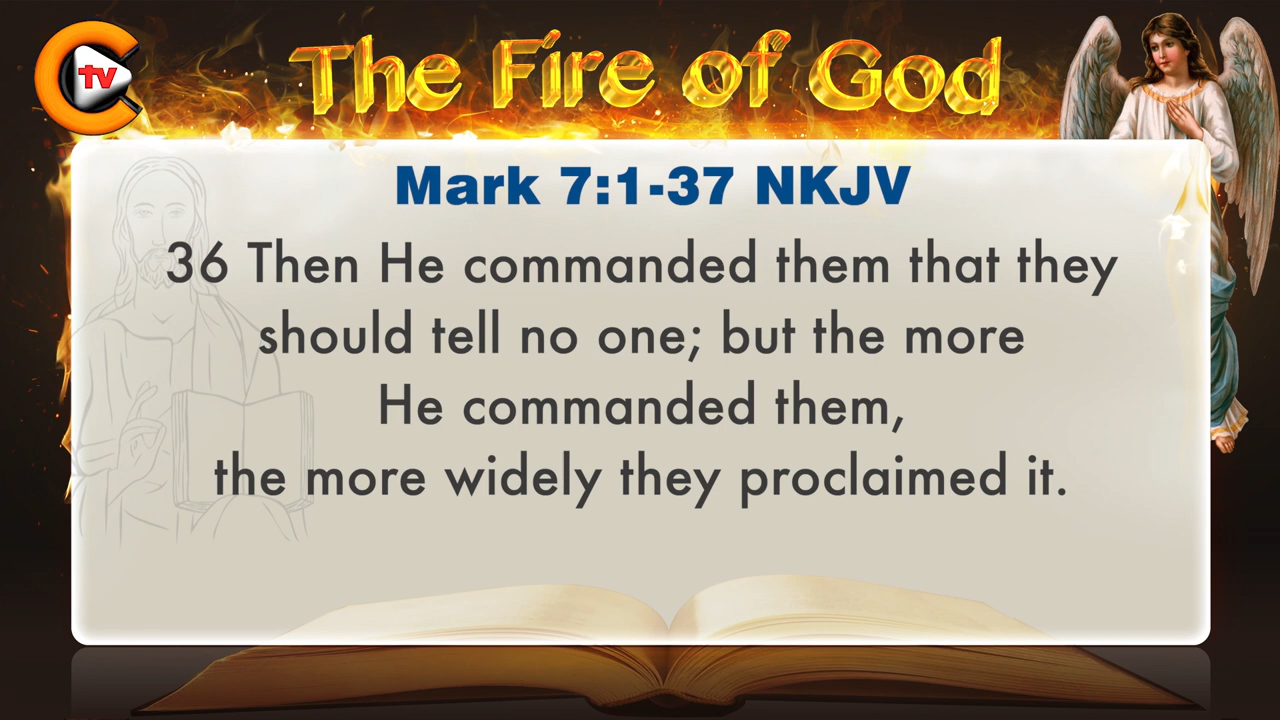 C tv
The Fire of God
Mark 7:1-37 NKJV
36 Then He commanded them that they
should tell no one; but the more
He commanded them,
the more widely they proclaimed it.